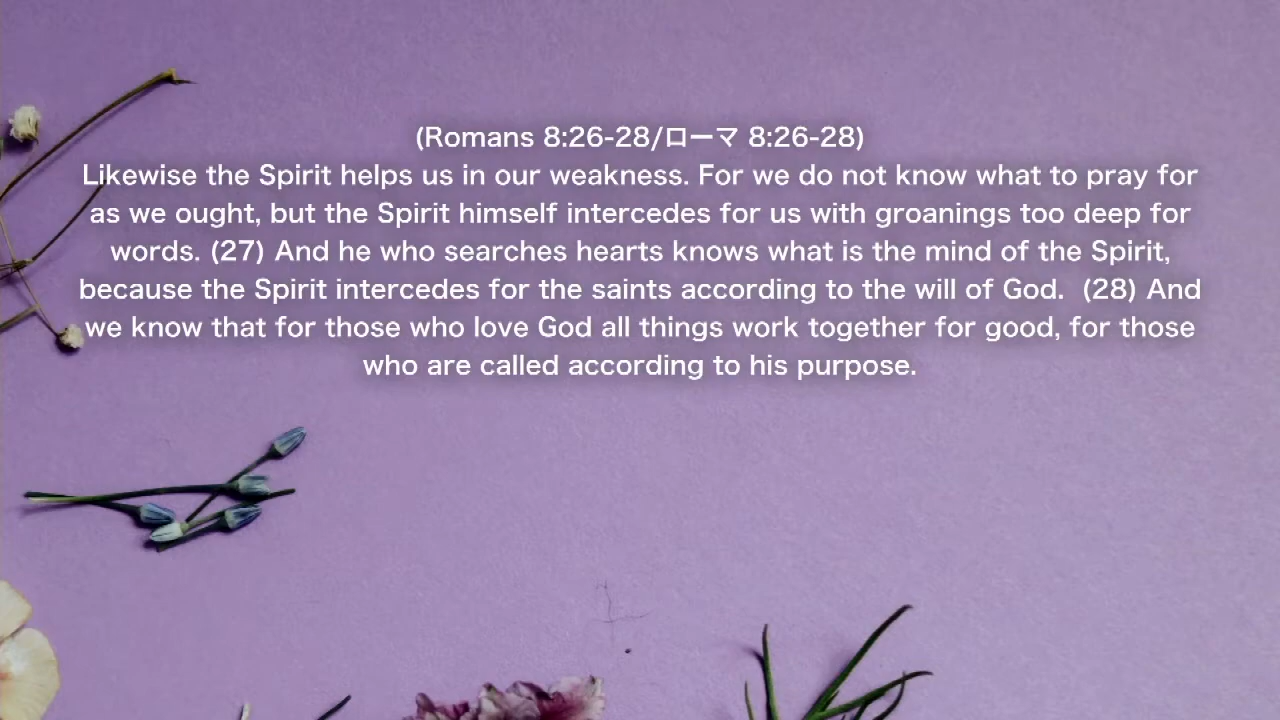 (Romans 8:26-28/ローマ 8:26-28)
Likewise the Spirit helps us in our weakness. For we do not know what to pray for
as we ought, but the Spirit himself intercedes for us with groanings too deep for
words. (27) And he who searches hearts knows what is the mind of the Spirit,
because the Spirit intercedes for the saints according to the will of God.  (28) And
we know that for those who love God all things work together for good, for those
who are called according to his purpose.